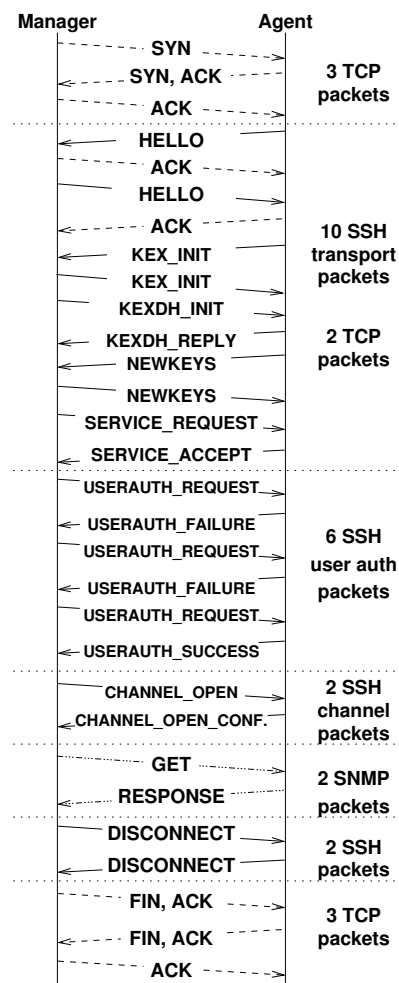 Manager Agent
SYN
SYN, ACK
ACK
3 TCP
packets
HELLO
ACK
HELLO
ACK
KEX_INIT
KEX_INIT
KEXDH_INIT
KEXDH_REPLY
NEWKEYS
NEWKEYS
SERVICE_REQUEST
SERVICE_ACCEPT
10 SSH
transport
packets
2 TCP
packets
USERAUTH_REQUEST
USERAUTH_FAILURE
USERAUTH_REQUEST
USERAUTH_FAILURE
USERAUTH_REQUEST
USERAUTH_SUCCESS
6 SSH
user auth
packets
CHANNEL_OPEN
CHANNEL_OPEN_CONF.
2 SSH
channel
packets
GET
RESPONSE
2 SNMP
packets
DISCONNECT
DISCONNECT
2 SSH
packets
FIN, ACK
FIN, ACK
ACK
3 TCP
packets